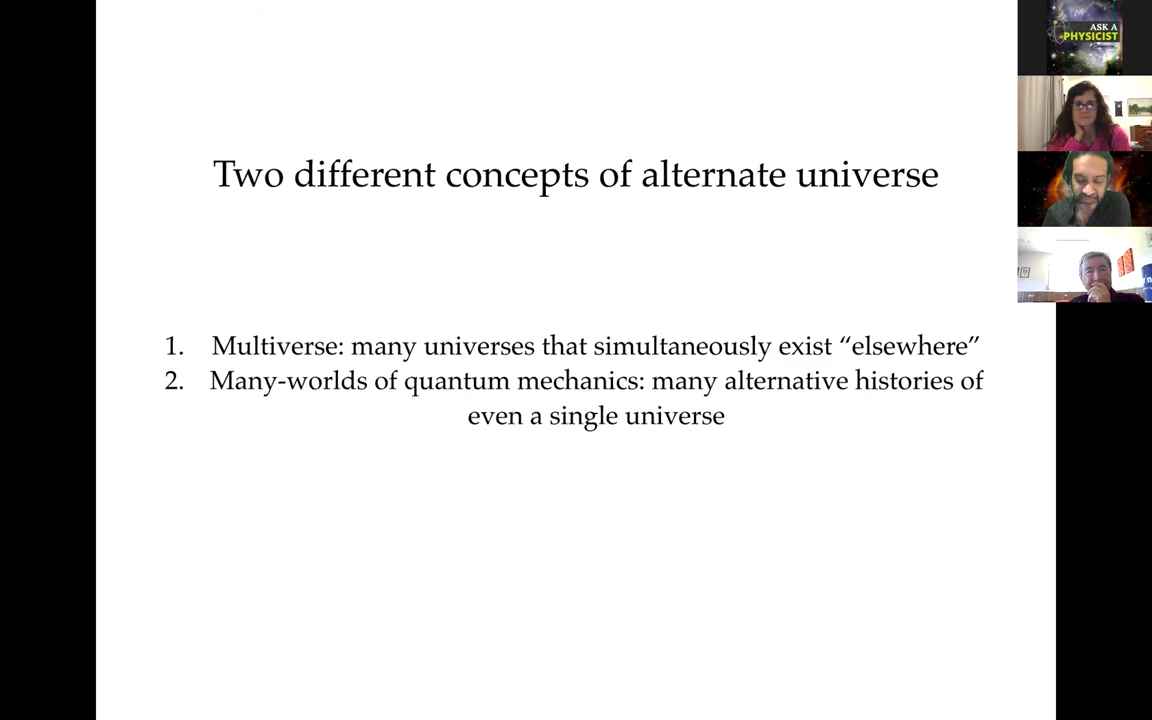 Two different concepts of alternate universe
1. Multiverse: many universes that simultaneously exist “elsewhere”
2. Many-worlds of quantum mechanics: many alternative histories of
even a single universe
ASK A
PHYSICIST